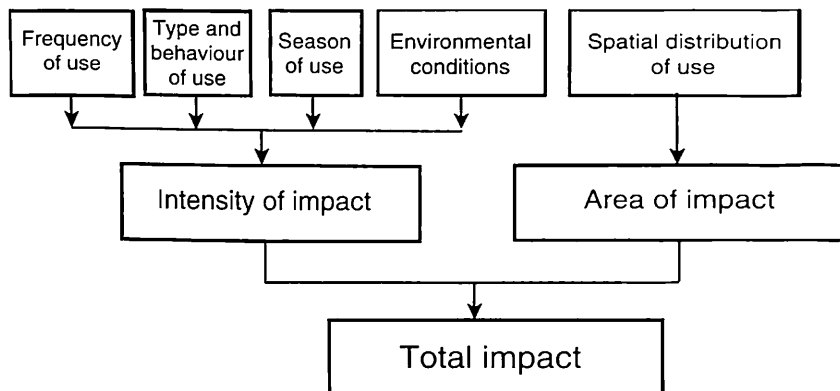 Frequency
of use
Type and
behaviour
of use
Season
of use
Environmental
conditions
Spatial distribution
of use
Intensity of impact
Area of impact
Total impact